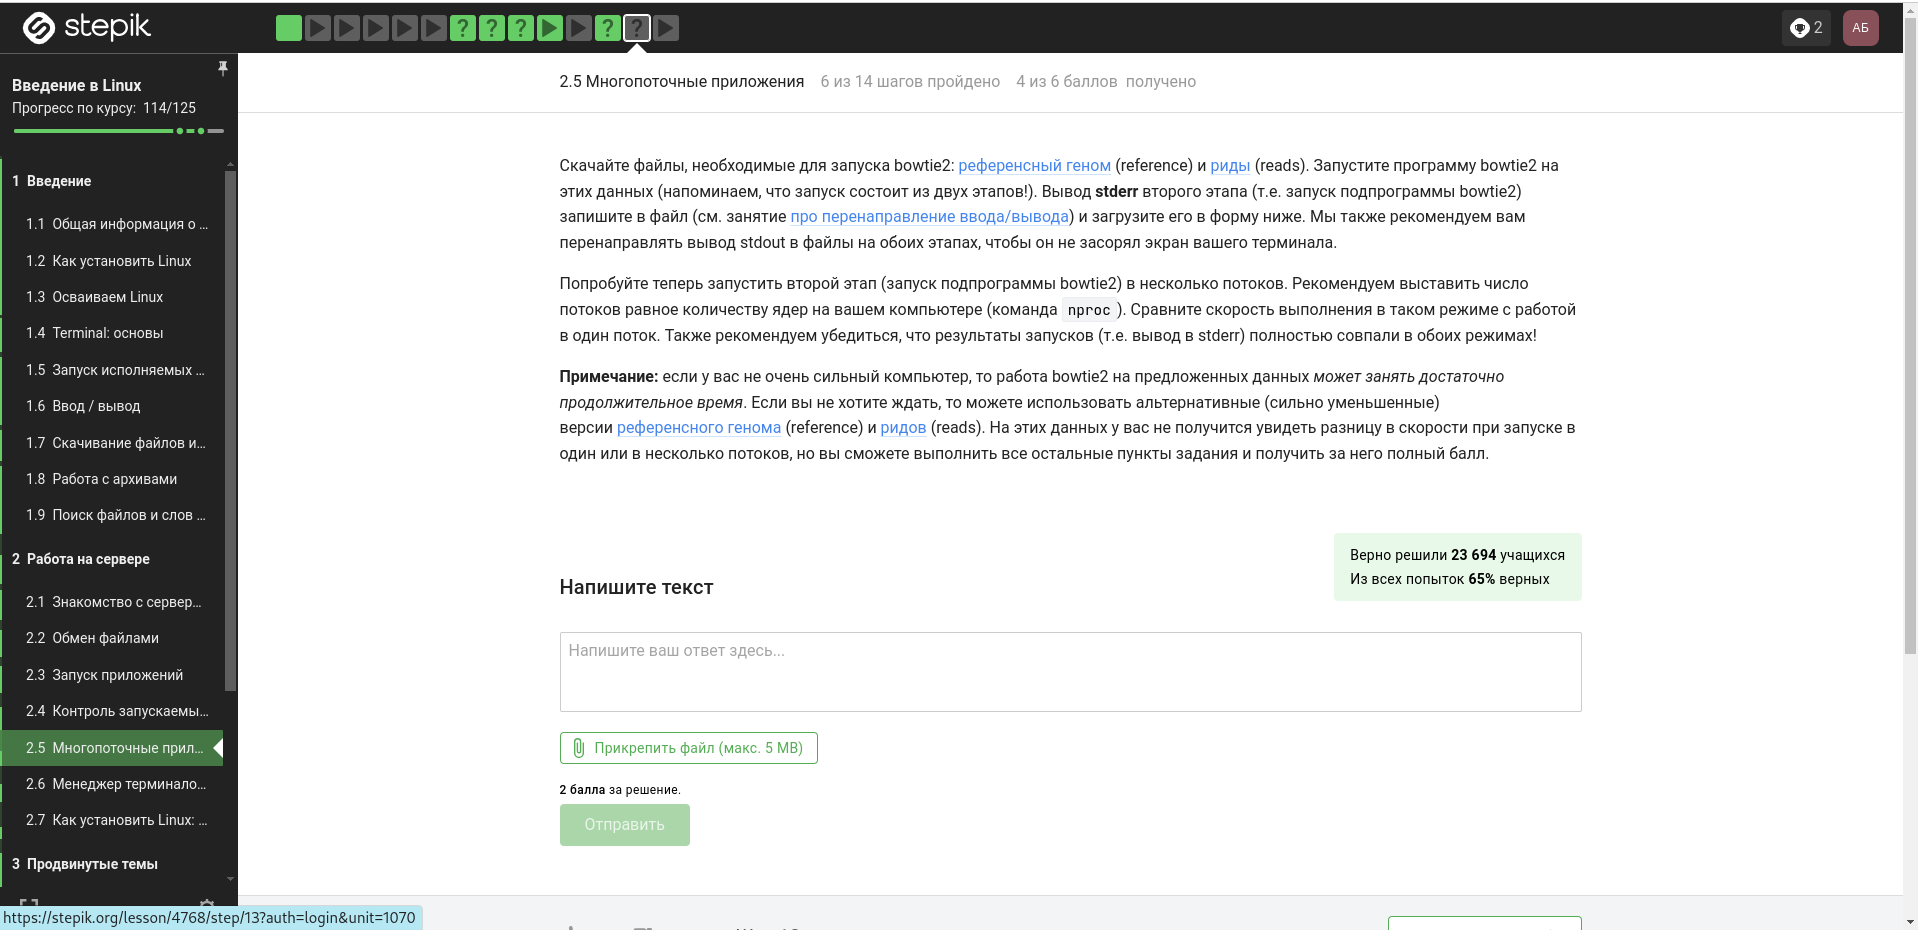 stepik
? ? ? ? ?
2
АБ
Введение в Linux
Прогресс по курсу: 114/125
1 Введение
1.1 Общая информация о ...
1.2 Как установить Linux
1.3 Осваиваем Linux
1.4 Terminal: основы
1.5 Запуск исполняемых ...
1.6 Ввод / вывод
1.7 Скачивание файлов и...
1.8 Работа с архивами
1.9 Поиск файлов и слов ...
2 Работа на сервере
2.1 Знакомство с сервер...
2.2 Обмен файлами
2.3 Запуск приложений
2.4 Контроль запускаемы...
2.5 Многопоточные прил...
2.6 Менеджер терминало...
2.7 Как установить Linux: ...
3 Продвинутые темы
https://stepik.org/lesson/4768/step/13?auth=login&unit=1070
2.5 Многопоточные приложения 6 из 14 шагов пройдено 4 из 6 баллов получено
Скачайте файлы, необходимые для запуска bowtie2: референсный геном (reference) и риды (reads). Запустите программу bowtie2 на
этих данных (напоминаем, что запуск состоит из двух этапов!). Вывод stderr второго этапа (т.е. запуск подпрограммы bowtie2)
запишите в файл (см. занятие про перенаправление ввода/вывода) и загрузите его в форму ниже. Мы также рекомендуем вам
перенаправлять вывод stdout в файлы на обоих этапах, чтобы он не засорял экран вашего терминала.
Попробуйте теперь запустить второй этап (запуск подпрограммы bowtie2) в несколько потоков. Рекомендуем выставить число
потоков равное количеству ядер на вашем компьютере (команда nproc ). Сравните скорость выполнения в таком режиме с работой
в один поток. Также рекомендуем убедиться, что результаты запусков (т.е. вывод в stderr) полностью совпали в обоих режимах!
Примечание: если у вас не очень сильный компьютер, то работа bowtie2 на предложенных данных может занять достаточно
продолжительное время. Если вы не хотите ждать, то можете использовать альтернативные (сильно уменьшенные)
версии референсного генома (reference) и ридов (reads). На этих данных у вас не получится увидеть разницу в скорости при запуске в
один или в несколько потоков, но вы сможете выполнить все остальные пункты задания и получить за него полный балл.
Верно решили 23 694 учащихся
Из всех попыток 65% верных
Напишите текст
Напишите ваш ответ здесь...
Прикрепить файл (макс. 5 MB)
2 балла за решение.
Отправить